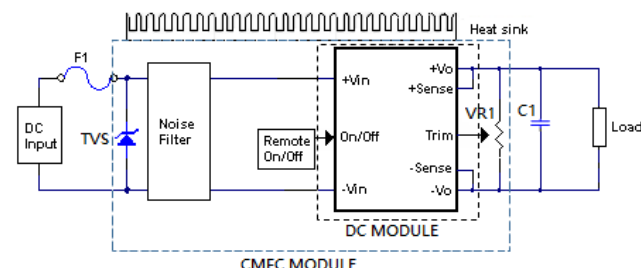 Heat sink
F1
DC
Input
TVS
Noise
Filter
Remote
On/Off
+Vin
On/Off
-Vin
+Vo
+Sense
Trim
-Sense
-Vo
VR1
C1
Load
DC MODULE
CMFC MODULE